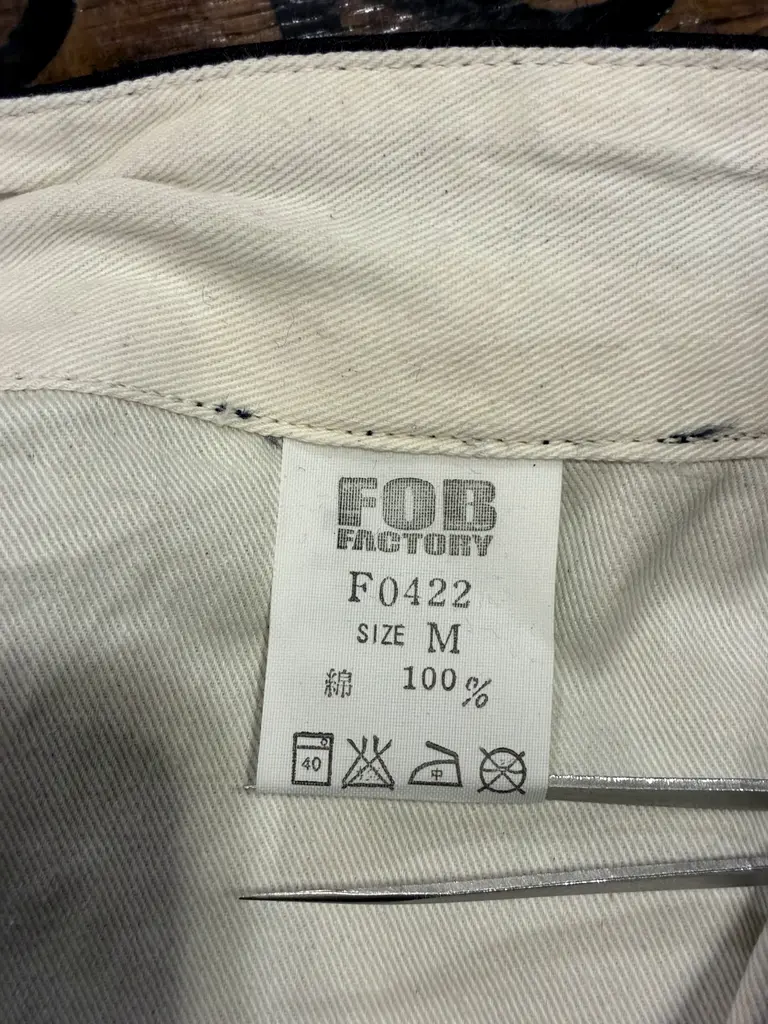 FOB
FACTORY
F0422
SIZE M
綿 100%
40
中